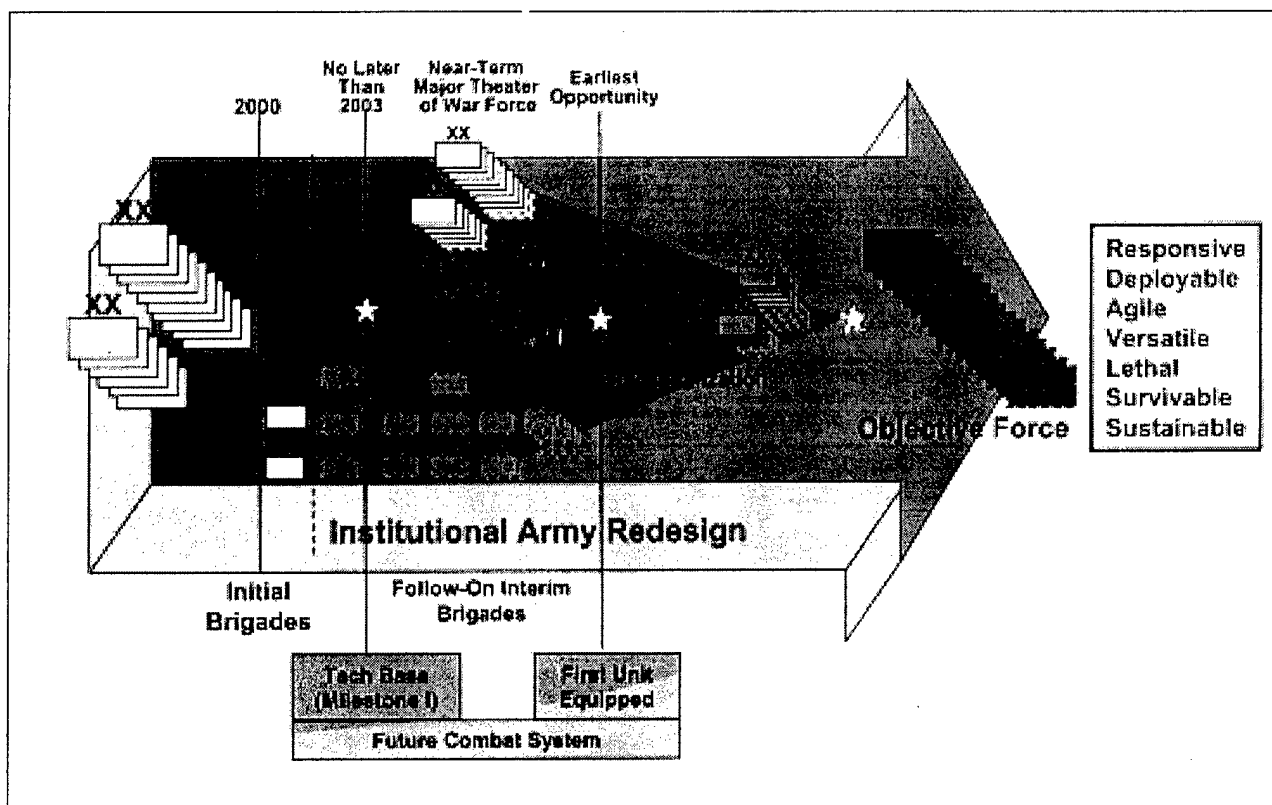 No Later
Than
2003
Near-Term
Major Theater
of War Force
Earliest
Opportunity
2000
XX
XX
XX
Responsive
Deployable
Agile
Versatile
Lethal
Survivable
Sustainable
Objective Force
Institutional Army Redesign
Initial
Brigades
Follow-On Interim
Brigades
Tech Base
(Milestone I)
First Unit
Equipped
Future Combat System